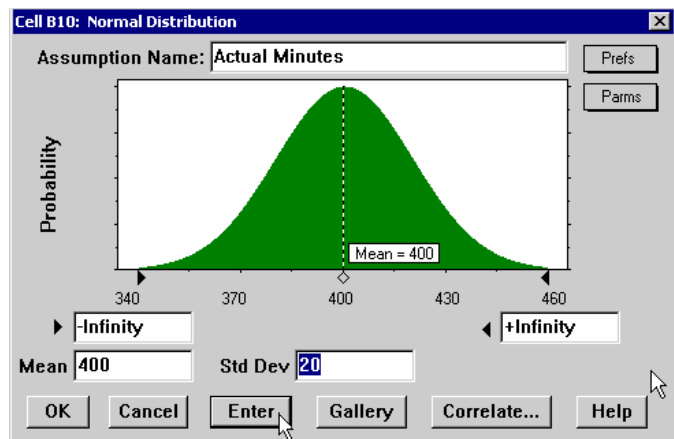 Cell B10: Normal Distribution
Assumption Name: Actual Minutes
Prefs
Parms
Probability
Mean = 400
340 370 400 430 460
-Infinity +Infinity
Mean 400 Std Dev 20
OK Cancel Enter Gallery Correlate... Help